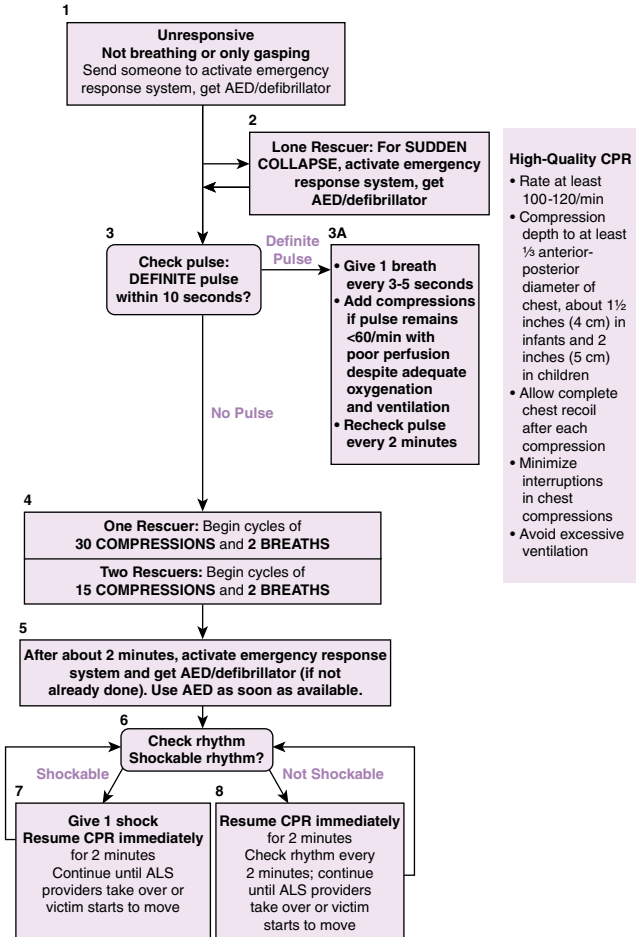 1
Unresponsive
Not breathing or only gasping
Send someone to activate emergency
response system, get AED/defibrillator
2
Lone Rescuer: For SUDDEN
COLLAPSE, activate emergency
response system, get
AED/defibrillator
3
Check pulse:
DEFINITE pulse
within 10 seconds?
Definite
Pulse
3A
• Give 1 breath
every 3-5 seconds
• Add compressions
if pulse remains
<60/min with
poor perfusion
despite adequate
oxygenation
and ventilation
• Recheck pulse
every 2 minutes
High-Quality CPR
• Rate at least
100-120/min
• Compression
depth to at least
⅓ anterior-
posterior
diameter of
chest, about 1½
inches (4 cm) in
infants and 2
inches (5 cm)
in children
• Allow complete
chest recoil
after each
compression
• Minimize
interruptions
in chest
compressions
• Avoid excessive
ventilation
No Pulse
4
One Rescuer: Begin cycles of
30 COMPRESSIONS and 2 BREATHS
Two Rescuers: Begin cycles of
15 COMPRESSIONS and 2 BREATHS
5
After about 2 minutes, activate emergency response
system and get AED/defibrillator (if not
already done). Use AED as soon as available.
6
Check rhythm
Shockable rhythm?
Shockable
Not Shockable
7
Give 1 shock
Resume CPR immediately
for 2 minutes
Continue until ALS
providers take over or
victim starts to move
8
Resume CPR immediately
for 2 minutes
Check rhythm every
2 minutes; continue
until ALS providers
take over or victim
starts to move